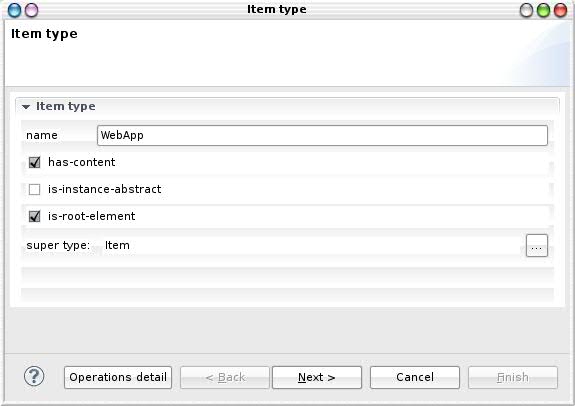 Item type
Item type
Item type
name WebApp
has-content
is-instance-abstract
is-root-element
super type: Item ...
? Operations detail < Back Next > Cancel Finish